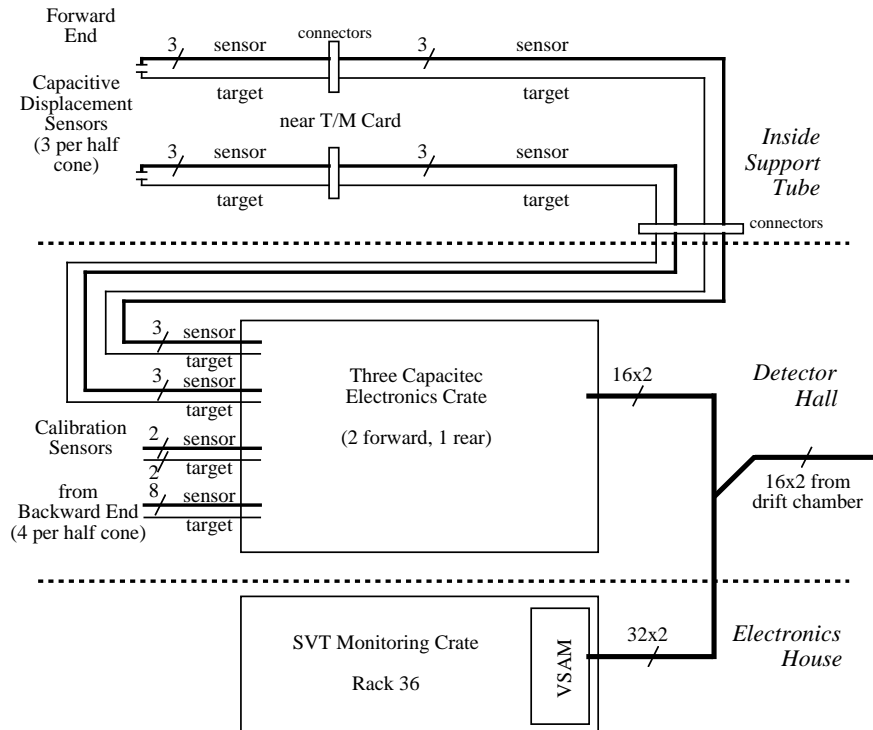 Forward
End
3 sensor connectors 3 sensor
target target
Capacitive
Displacement
Sensors
(3 per half
cone)
near T/M Card
3 sensor 3 sensor
target target
Inside
Support
Tube
connectors
3 sensor
target
3 sensor
target
Three Capacitec
Electronics Crate
(2 forward, 1 rear)
16x2
Detector
Hall
Calibration
Sensors
2 sensor
2 target
16x2 from
drift chamber
from
Backward End
(4 per half cone)
8 sensor
target
SVT Monitoring Crate
Rack 36
VSAM
32x2
Electronics
House